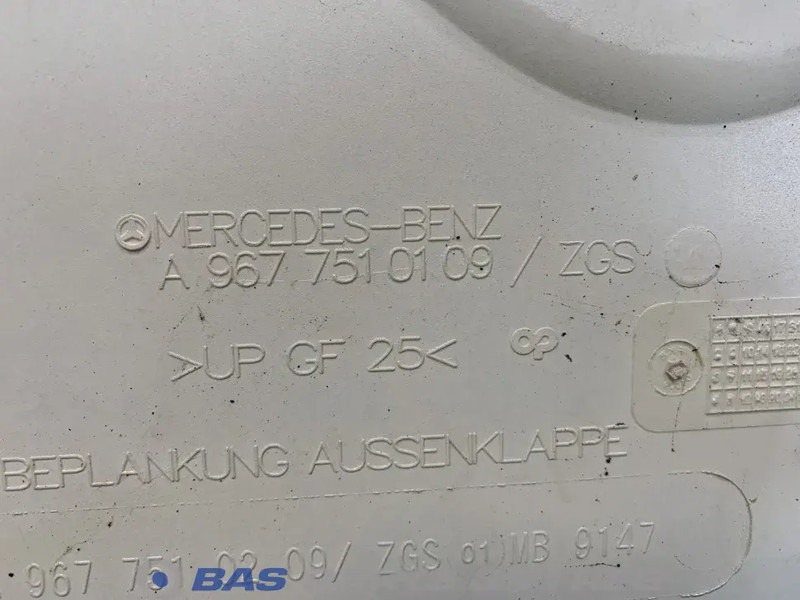 MERCEDES-BENZ
A 967 751 01 09 / ZGS
>UP GF 25<
BEPLANKUNG AUSSENKLAPPE
967 751 02 09/ ZGS 01) MB 9147
BAS